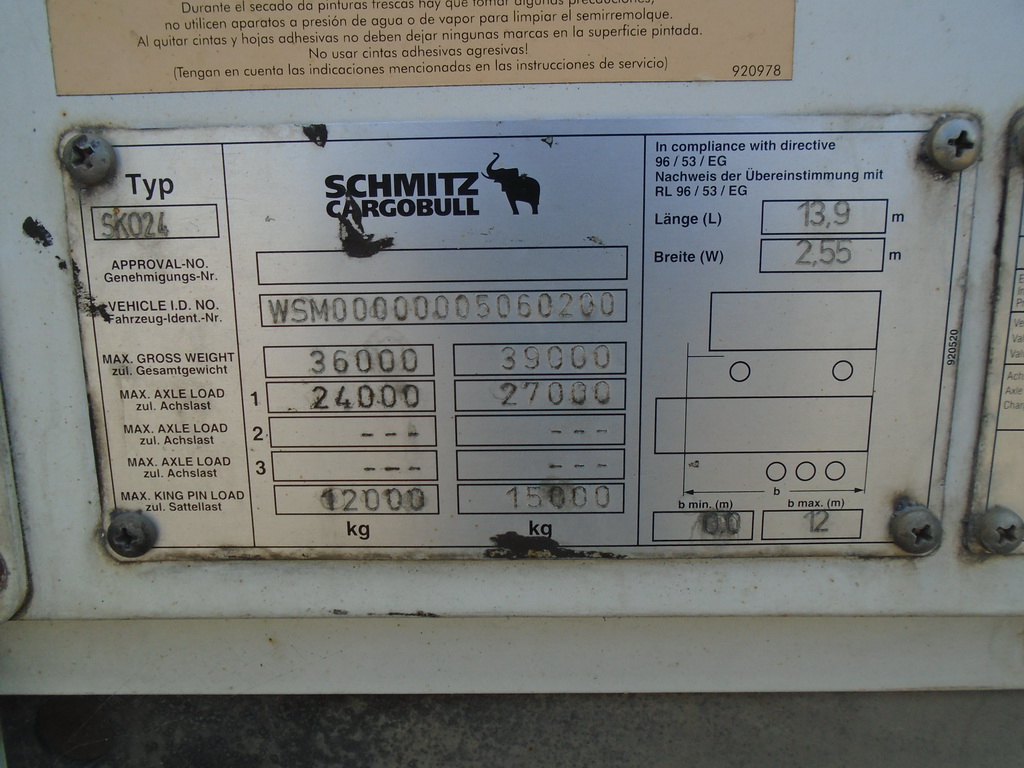 Durante el secado da pinturas frescas hay que tomar algunas precauciones,
no utilicen aparatos a presión de agua o de vapor para limpiar el semirremolque.
Al quitar cintas y hojas adhesivas no deben dejar ningunas marcas en la superficie pintada.
No usar cintas adhesivas agresivas!
(Tengan en cuenta las indicaciones mencionadas en las instrucciones de servicio) 920978
Typ
SKO24
SCHMITZ
CARGOBULL
APPROVAL-NO.
Genehmigungs-Nr.
VEHICLE I.D. NO.
Fahrzeug-Ident.-Nr.
WSM00000005060200
MAX. GROSS WEIGHT
zul. Gesamtgewicht
36000 39000
MAX. AXLE LOAD
zul. Achslast
1 24000 27000
MAX. AXLE LOAD
zul. Achslast
2 --- ---
MAX. AXLE LOAD
zul. Achslast
3 --- ---
MAX. KING PIN LOAD
zul. Sattellast
12000 15000
kg kg
In compliance with directive
96 / 53 / EG
Nachweis der Übereinstimmung mit
RL 96 / 53 / EG
Länge (L) 13,9 m
Breite (W) 2,55 m
b
b min. (m) b max. (m)
0,0 12
920520